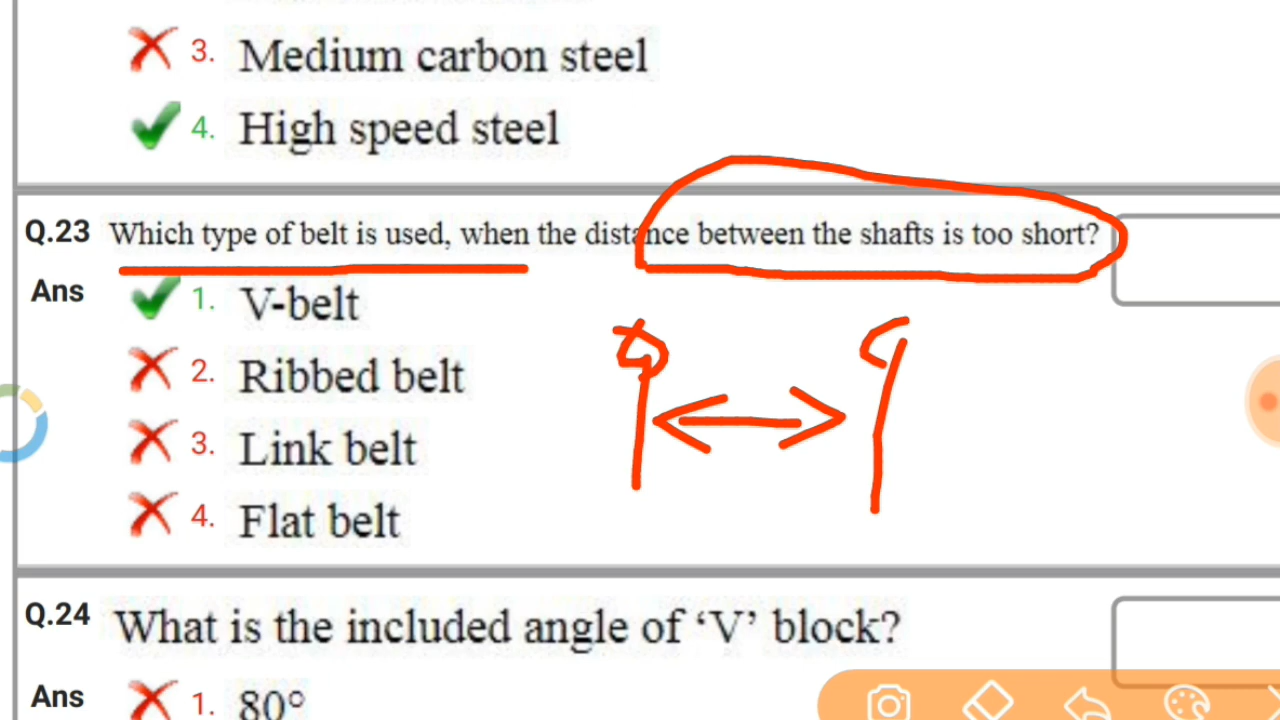 3. Medium carbon steel
4. High speed steel
Q.23 Which type of belt is used, when the distance between the shafts is too short?
Ans
1. V-belt
2. Ribbed belt
3. Link belt
4. Flat belt
Q.24 What is the included angle of ‘V’ block?
Ans
1. 80°